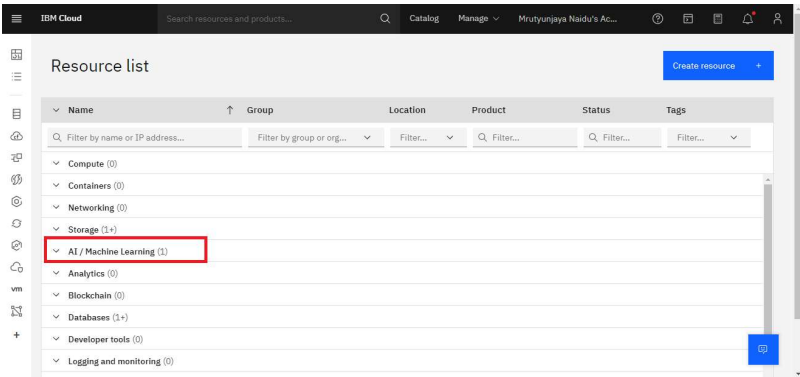 IBM Cloud Search resources and products... Catalog Manage Mrutyunjaya Naidu's Ac...
Resource list
Create resource +
Name Group Location Product Status Tags
Filter by name or IP address... Filter by group or org... Filter... Filter... Filter... Filter...
Compute (0)
Containers (0)
Networking (0)
Storage (1+)
AI / Machine Learning (1)
Analytics (0)
Blockchain (0)
Databases (1+)
vm
Developer tools (0)
Logging and monitoring (0)